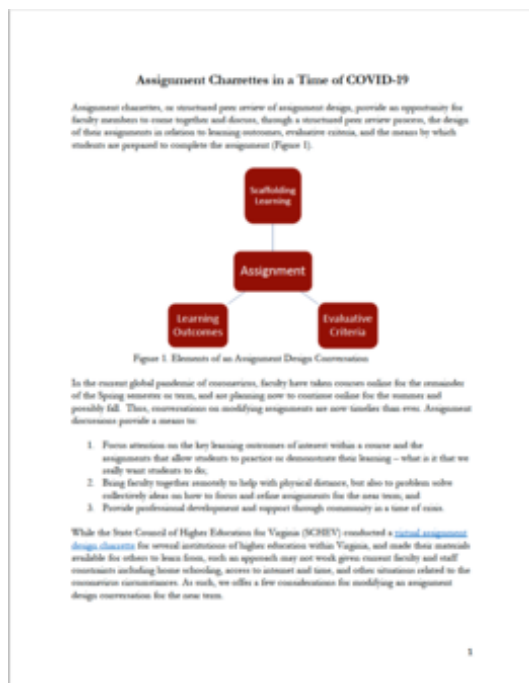 Assignment Charrettes in a Time of COVID-19
Assignment charrettes, or structured peer review of assignment design, provide an opportunity for
faculty members to come together and discuss, through a structured peer review process, the design
of their assignments in relation to learning outcomes, evaluative criteria, and the means by which
students are prepared to complete the assignment (Figure 1).
Scaffolding
Learning
Assignment
Learning
Outcomes
Evaluative
Criteria
Figure 1. Elements of an Assignment Design Conversation
In the current global pandemic of coronavirus, faculty have taken courses online for the remainder
of the Spring semester or term, and are planning now to continue online for the summer and
possibly fall. Thus, conversations on modifying assignments are now timelier than ever. Assignment
discussions provide a means to:
1. Focus attention on the key learning outcomes of interest within a course and the
assignments that allow students to practice or demonstrate their learning – what is it that we
really want students to do;
2. Bring faculty together remotely to help with physical distance, but also to problem solve
collectively ideas on how to focus and refine assignments for the near term; and
3. Provide professional development and support through community in a time of crisis.
While the State Council of Higher Education for Virginia (SCHEV) conducted a virtual assignment
design charrette for several institutions of higher education within Virginia, and made their materials
available for others to learn from, such an approach may not work given current faculty and staff
constraints including home schooling, access to internet and time, and other situations related to the
coronavirus circumstances. As such, we offer a few considerations for modifying an assignment
design conversation for the near term.
1